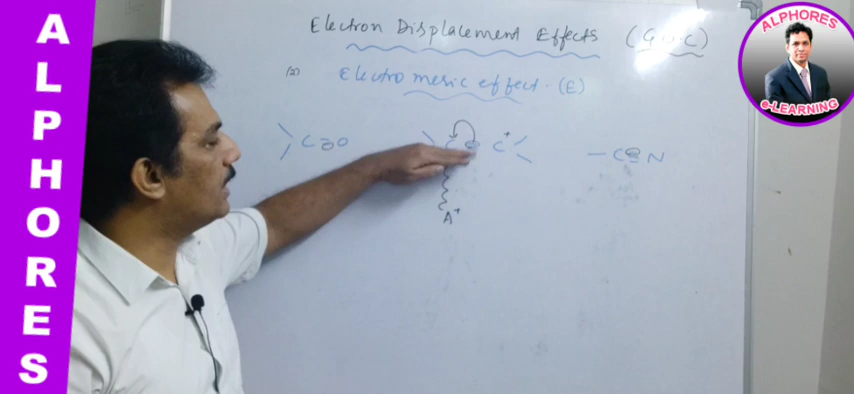 ALPHORES
Electron Displacement Effects (G.O.C)
(2) Electromeric effect. (E)
C=O C C+ —C≡N
A+
ALPHORES
e-LEARNING